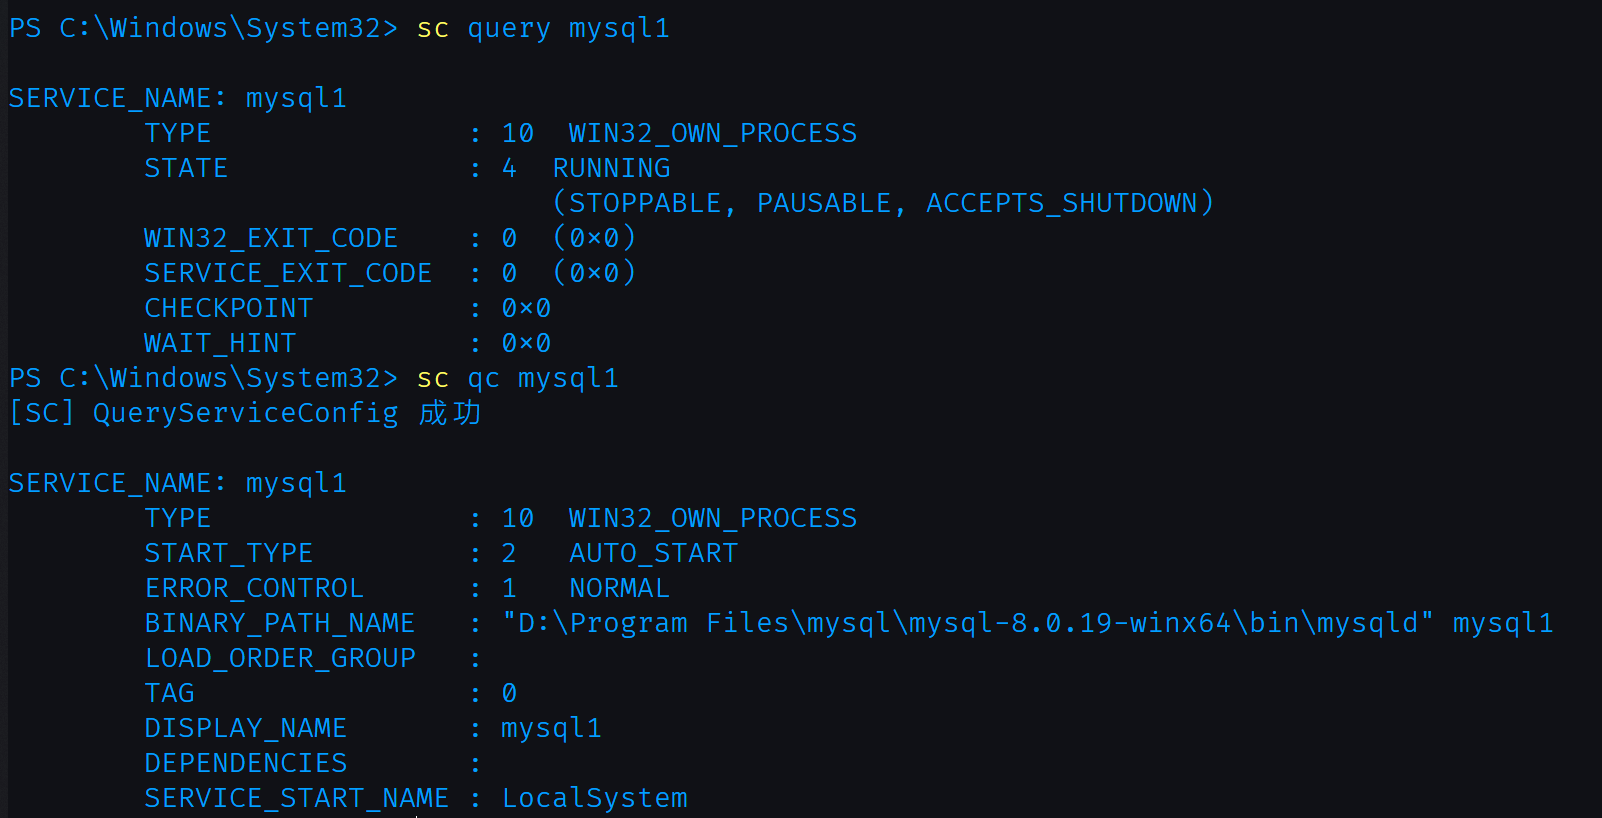 PS C:\Windows\System32> sc query mysql1
SERVICE_NAME: mysql1
        TYPE               : 10  WIN32_OWN_PROCESS
        STATE              : 4  RUNNING
                                (STOPPABLE, PAUSABLE, ACCEPTS_SHUTDOWN)
        WIN32_EXIT_CODE    : 0  (0x0)
        SERVICE_EXIT_CODE  : 0  (0x0)
        CHECKPOINT         : 0x0
        WAIT_HINT          : 0x0
PS C:\Windows\System32> sc qc mysql1
[SC] QueryServiceConfig 成功
SERVICE_NAME: mysql1
        TYPE               : 10  WIN32_OWN_PROCESS
        START_TYPE         : 2   AUTO_START
        ERROR_CONTROL      : 1   NORMAL
        BINARY_PATH_NAME   : "D:\Program Files\mysql\mysql-8.0.19-winx64\bin\mysqld" mysql1
        LOAD_ORDER_GROUP   :
        TAG                : 0
        DISPLAY_NAME       : mysql1
        DEPENDENCIES       :
        SERVICE_START_NAME : LocalSystem